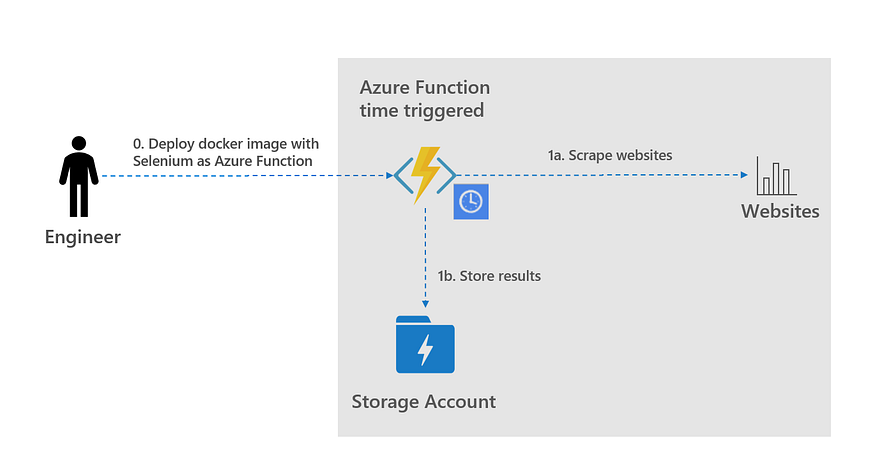 Azure Function
time triggered
0. Deploy docker image with
Selenium as Azure Function
1a. Scrape websites
Websites
Engineer
1b. Store results
Storage Account